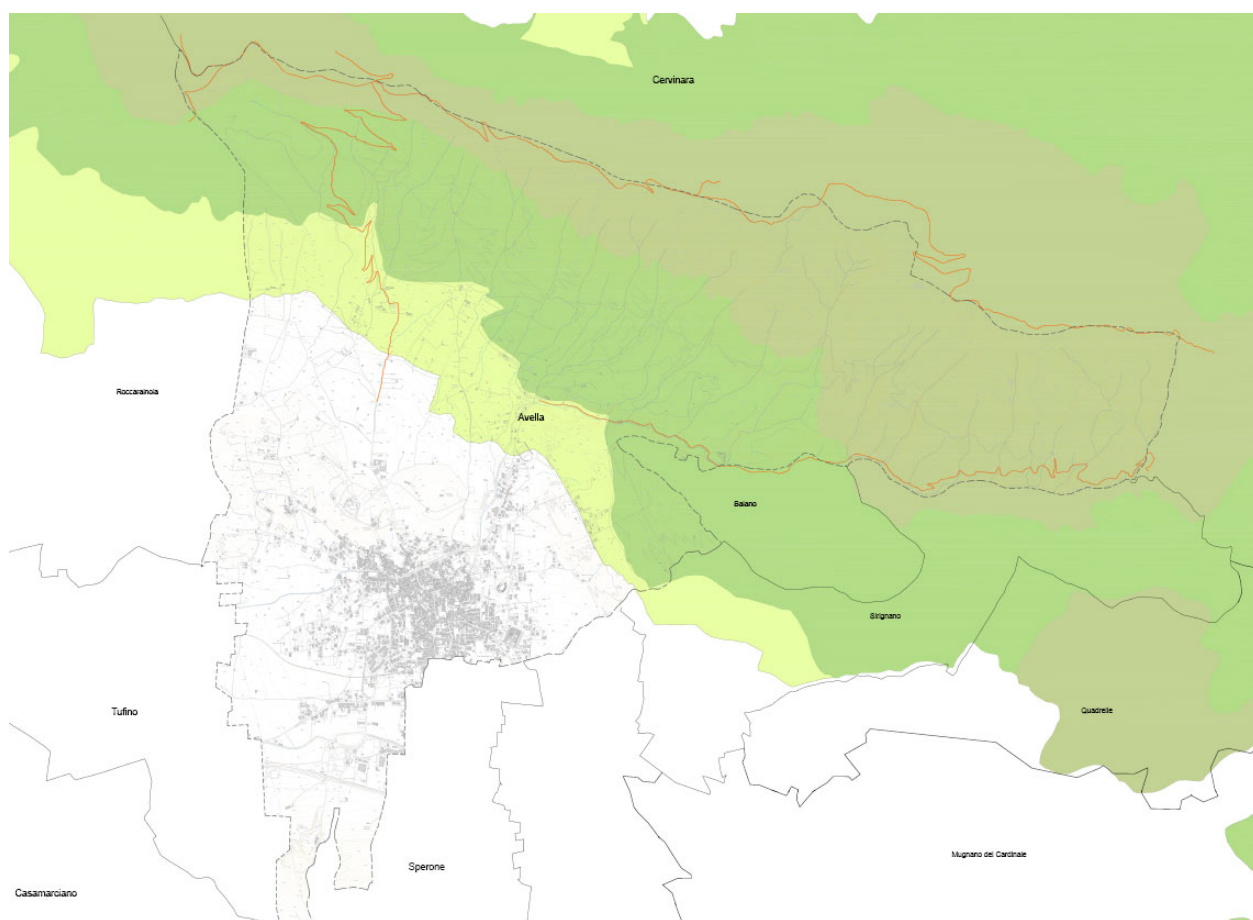 Cervinara
Roccarainola
Avella
Baiano
Sirignano
Tufino
Quadrelle
Sperone
Mugnano del Cardinale
Casamarciano